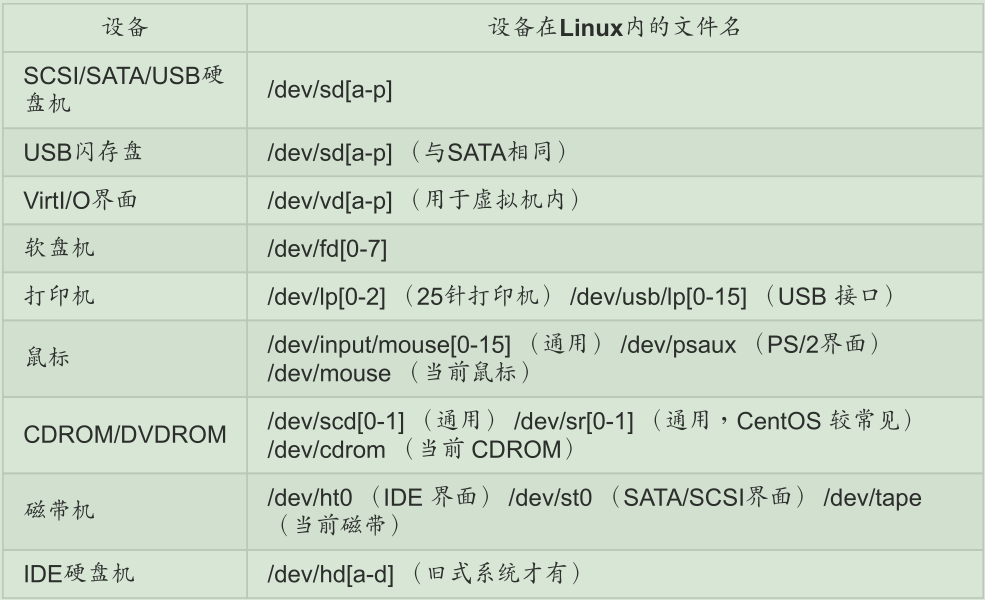 设备
设备在Linux内的文件名
SCSI/SATA/USB硬
盘机
/dev/sd[a-p]
USB闪存盘
/dev/sd[a-p] （与SATA相同）
VirtI/O界面
/dev/vd[a-p] （用于虚拟机内）
软盘机
/dev/fd[0-7]
打印机
/dev/lp[0-2] （25针打印机） /dev/usb/lp[0-15] （USB 接口）
鼠标
/dev/input/mouse[0-15] （通用） /dev/psaux （PS/2界面）
/dev/mouse （当前鼠标）
CDROM/DVDROM
/dev/scd[0-1] （通用） /dev/sr[0-1] （通用，CentOS 较常见）
/dev/cdrom （当前 CDROM）
磁带机
/dev/ht0 （IDE 界面） /dev/st0 （SATA/SCSI界面） /dev/tape
（当前磁带）
IDE硬盘机
/dev/hd[a-d] （旧式系统才有）